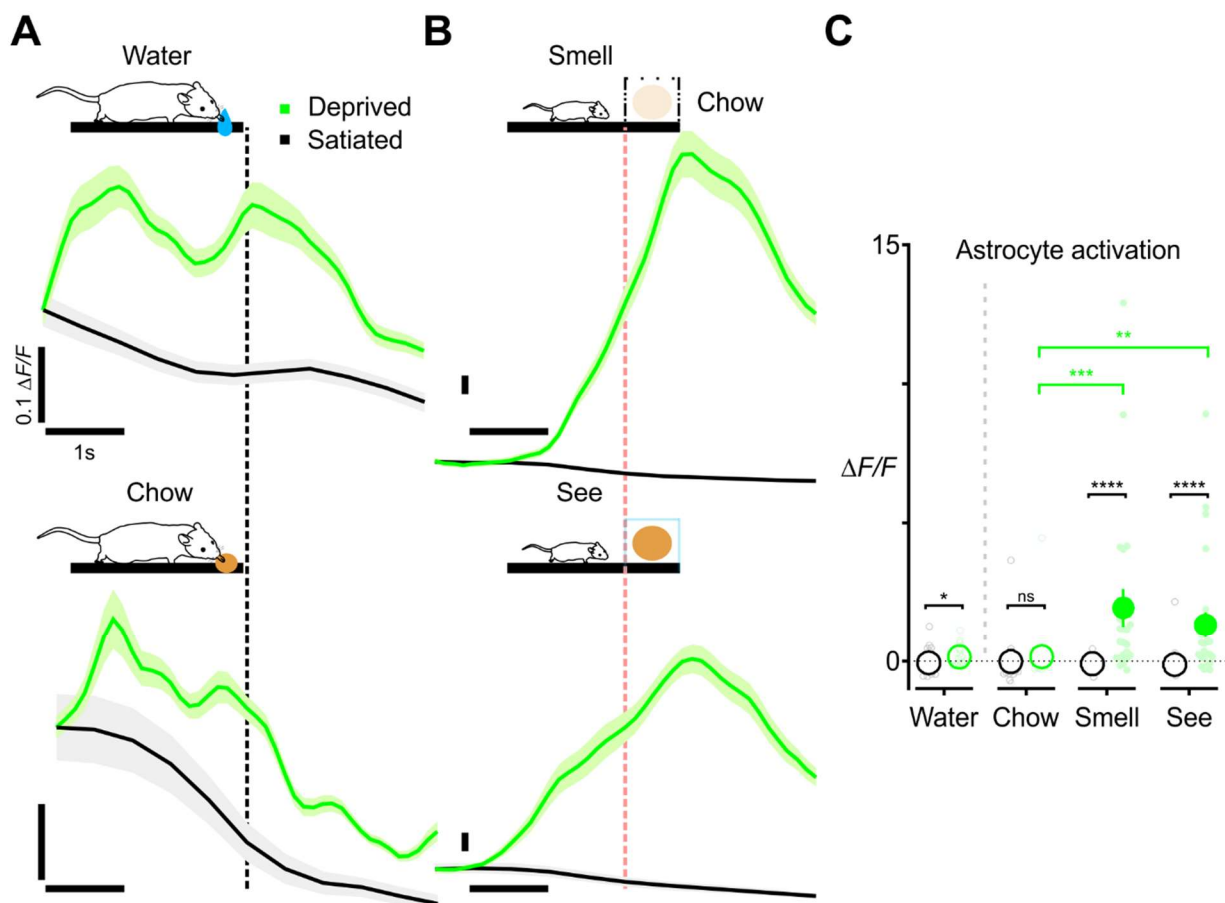 A
B
C
Water
Deprived
Satiated
Smell
Chow
0.1 ΔF/F
1s
Chow
See
Astrocyte activation
15
ΔF/F
0
**
***
****
****
*
ns
Water
Chow
Smell
See